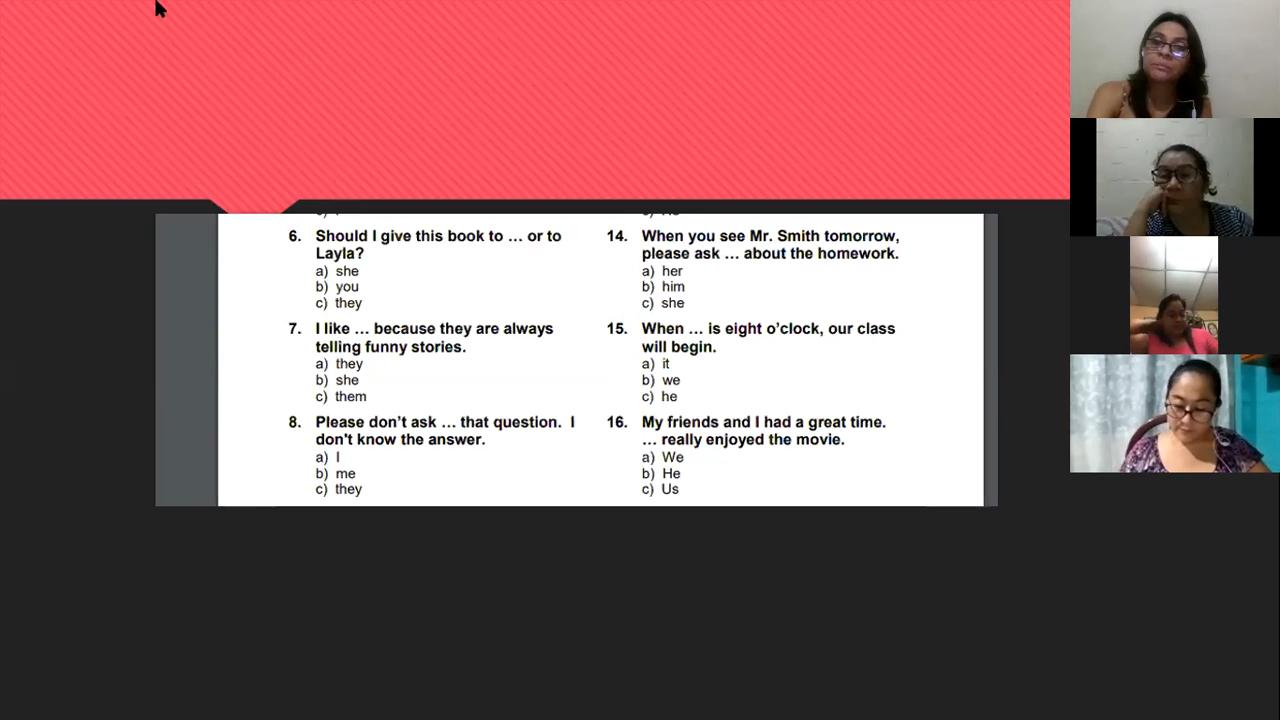 6. Should I give this book to … or to
Layla?
a) she
b) you
c) they
7. I like … because they are always
telling funny stories.
a) they
b) she
c) them
8. Please don’t ask … that question. I
don't know the answer.
a) I
b) me
c) they
14. When you see Mr. Smith tomorrow,
please ask … about the homework.
a) her
b) him
c) she
15. When … is eight o’clock, our class
will begin.
a) it
b) we
c) he
16. My friends and I had a great time.
… really enjoyed the movie.
a) We
b) He
c) Us